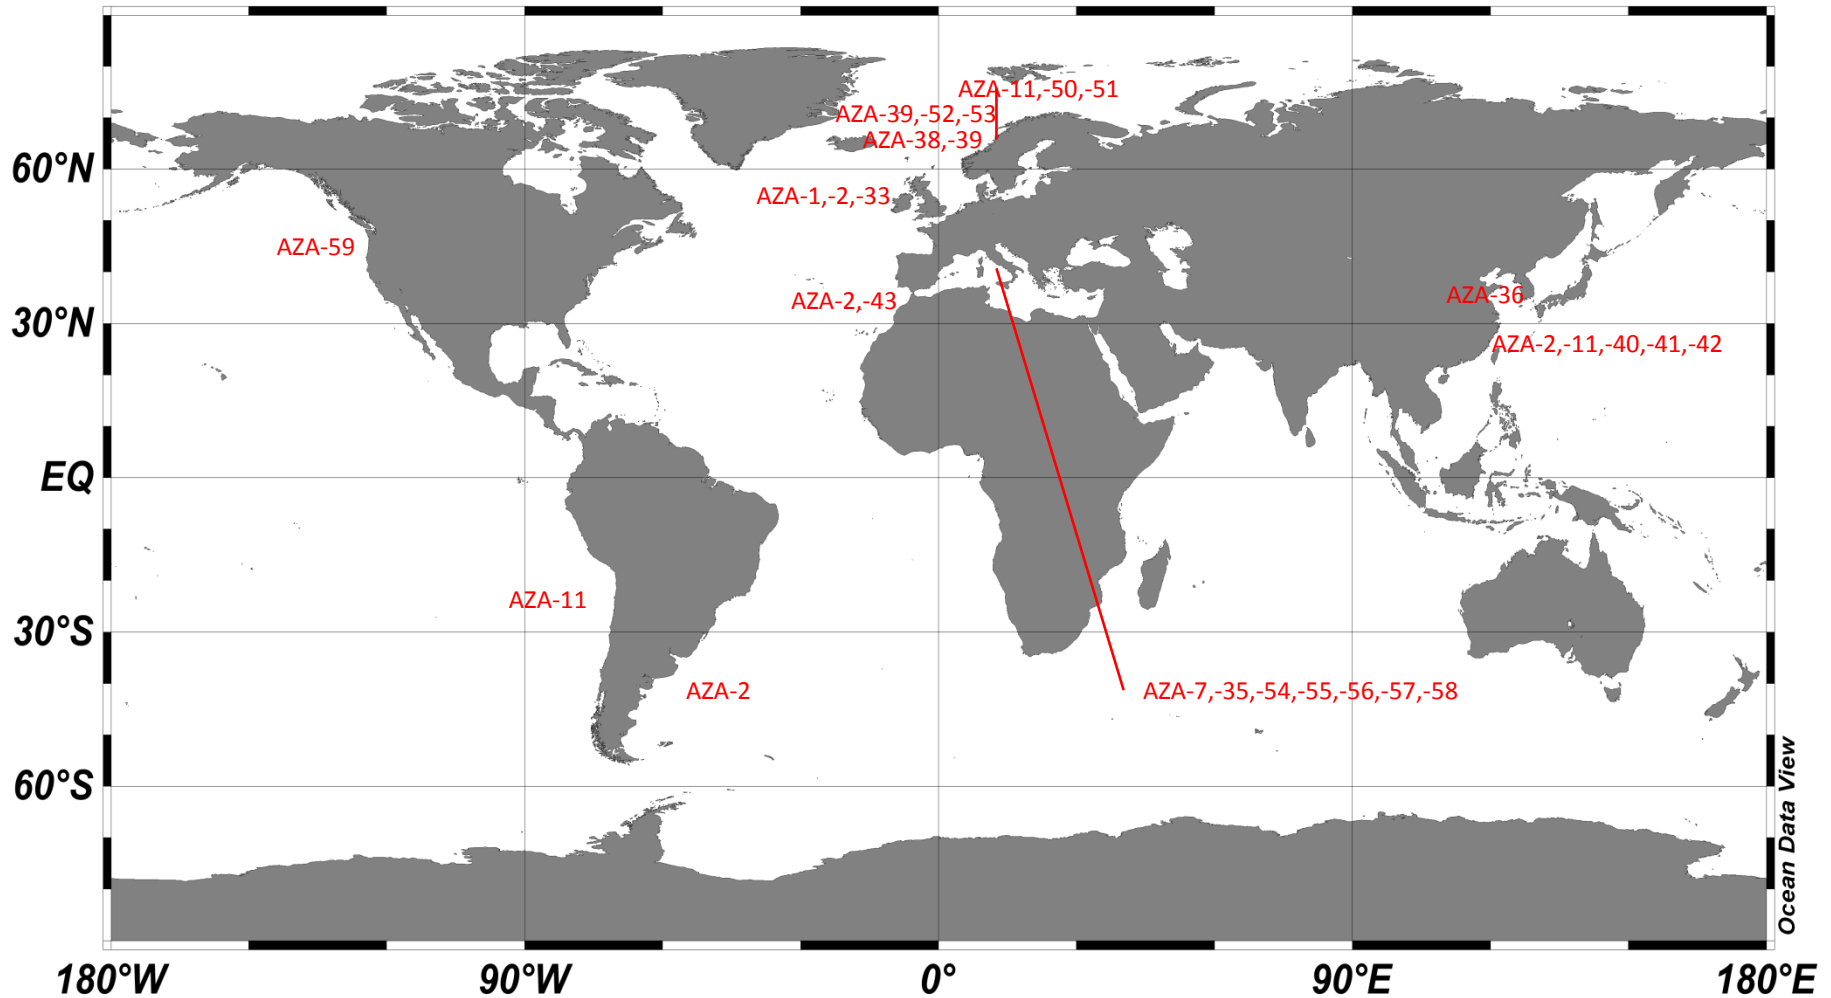 AZA-11,-50,-51
AZA-39,-52,-53
AZA-38,-39
60°N
AZA-1,-2,-33
AZA-59
AZA-2,-43
AZA-36
30°N
AZA-2,-11,-40,-41,-42
EQ
AZA-11
30°S
AZA-2
AZA-7,-35,-54,-55,-56,-57,-58
60°S
Ocean Data View
180°W
90°W
0°
90°E
180°E